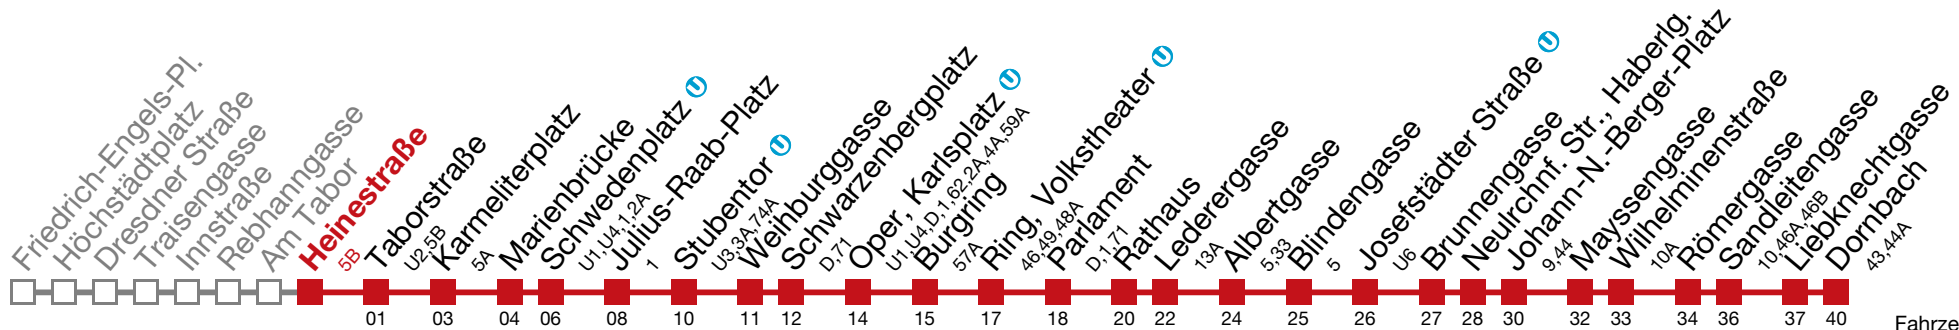 Friedrich-Engels-Pl.
Höchstädtplatz
Dresdner Straße
Traisengasse
Innstraße
Rebhanngasse
Am Tabor
Heinestraße
5B
Taborstraße
U2,5B
Karmeliterplatz
5A
Marienbrücke
Schwedenplatz U
U1,U4,1,2A
Julius-Raab-Platz
1
Stubentor U
U3,3A,74A
Weihburggasse
Schwarzenbergplatz
D,71
Oper, Karlsplatz U
U1,U4,D,1,62,2A,4A,59A
Burgring
57A
Ring, Volkstheater U
46,49,48A
Parlament
D,1,71
Rathaus
Lederergasse
13A
Albertgasse
5,33
Blindengasse
5
Josefstädter Straße U
U6
Brunnengasse
Neulrchnf. Str., Haberlg.
Johann-N.-Berger-Platz
9,44
Mayssengasse
Wilhelminenstraße
10A
Römergasse
Sandleitengasse
10,46A,46B
Liebknechtgasse
Dornbach
43,44A
01 03 04 06 08 10 11 12 14 15 17 18 20 22 24 25 26 27 28 30 32 33 34 36 37 40 Fahrze